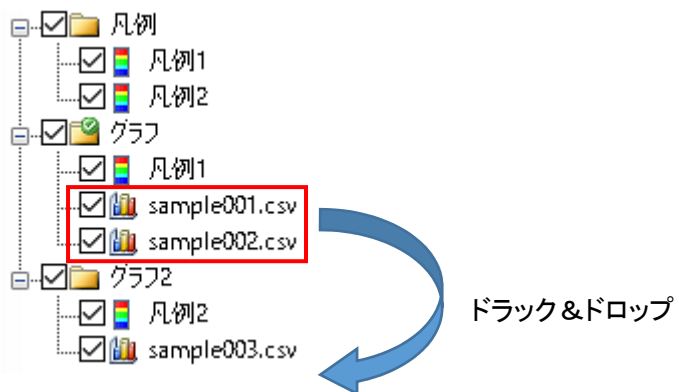 凡例
凡例1
凡例2
グラフ
凡例1
sample001.csv
sample002.csv
グラフ2
凡例2
sample003.csv
ドラック＆ドロップ